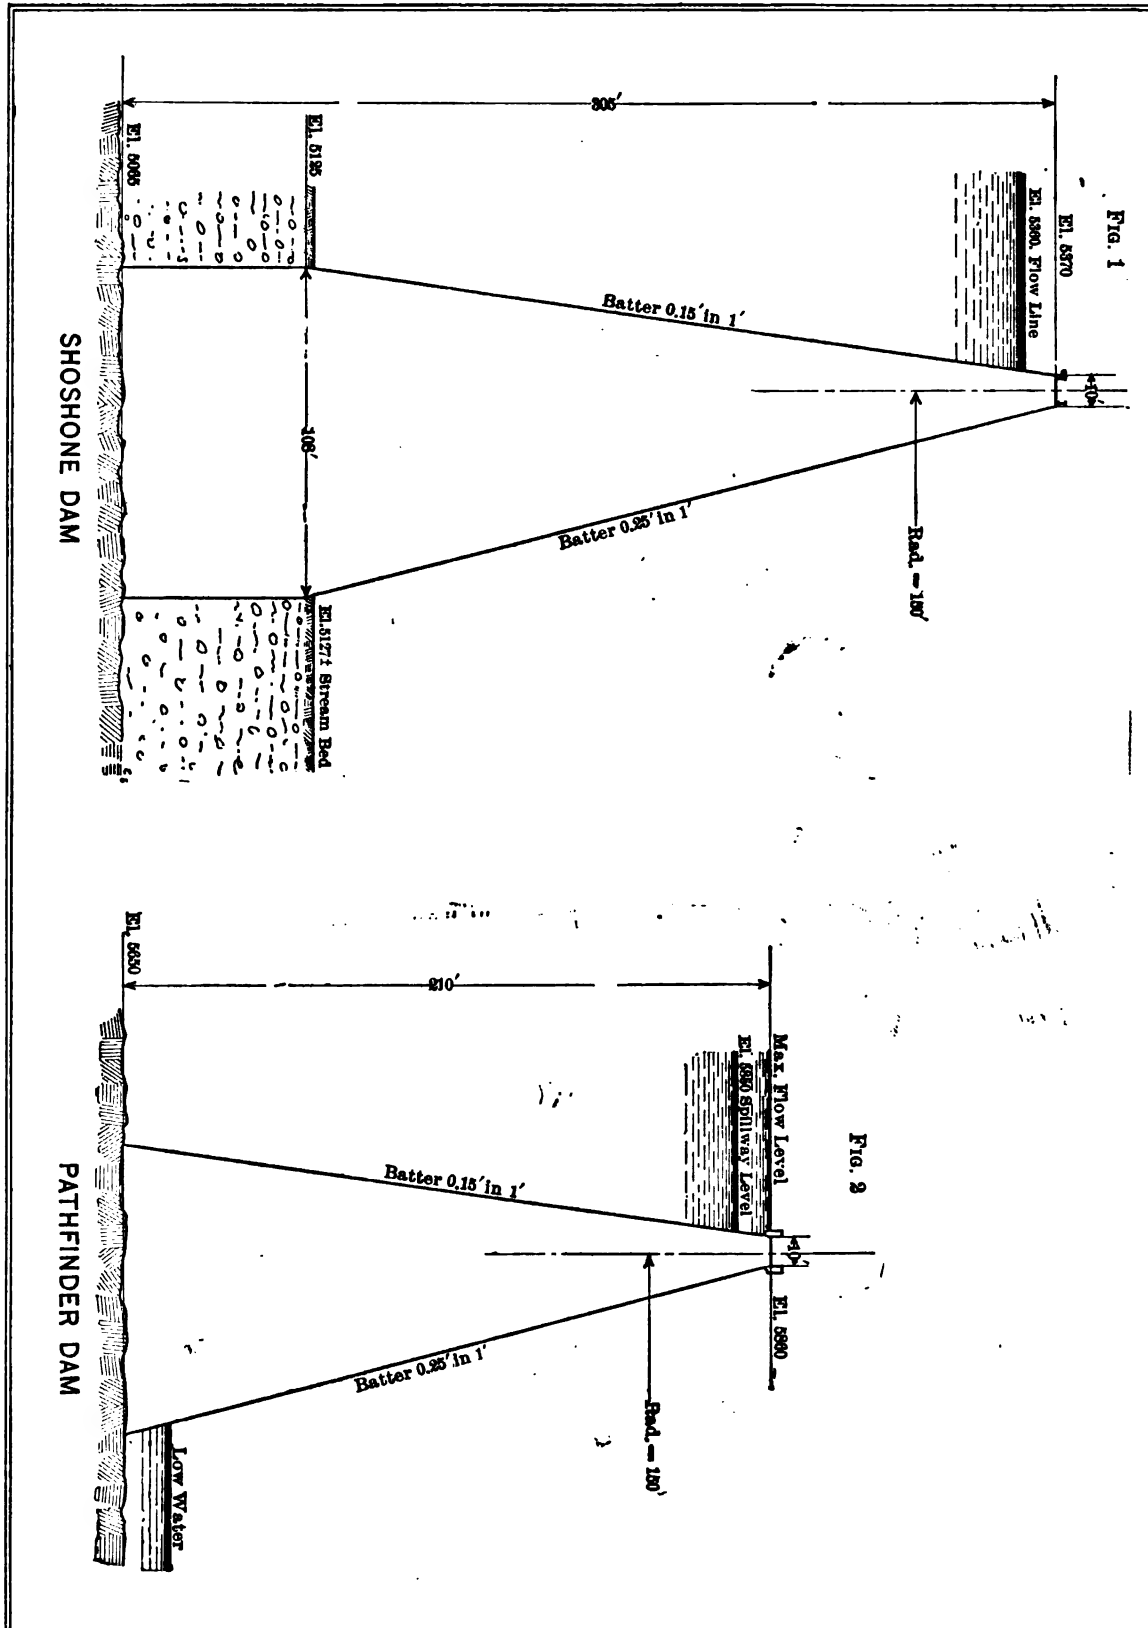 FIG. 1
El. 5370
El. 5360. Flow Line
10'
305'
Batter 0.15' in 1'
Batter 0.25' in 1'
Rad. = 150'
El. 5125
108'
El. 5127± Stream Bed
El. 5065
SHOSHONE DAM
FIG. 2
Max. Flow Level
El. 5850 Spillway Level
10'
El. 5860
210'
Batter 0.15' in 1'
Batter 0.25' in 1'
Rad. = 150'
Low Water
El. 5650
PATHFINDER DAM